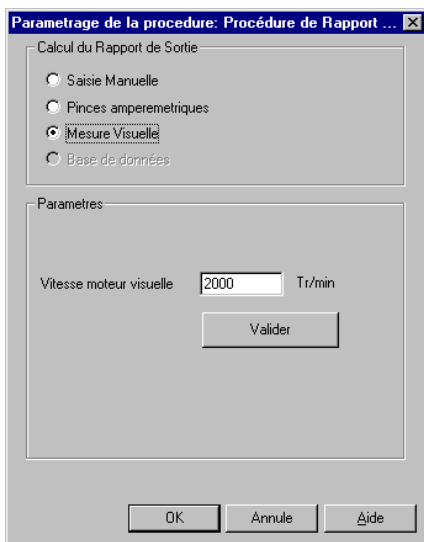 Parametrage de la procedure: Procédure de Rapport ...
Calcul du Rapport de Sortie
Saisie Manuelle
Pinces amperemetriques
Mesure Visuelle
Base de données
Parametres
Vitesse moteur visuelle 2000 Tr/min
Valider
OK Annule Aide